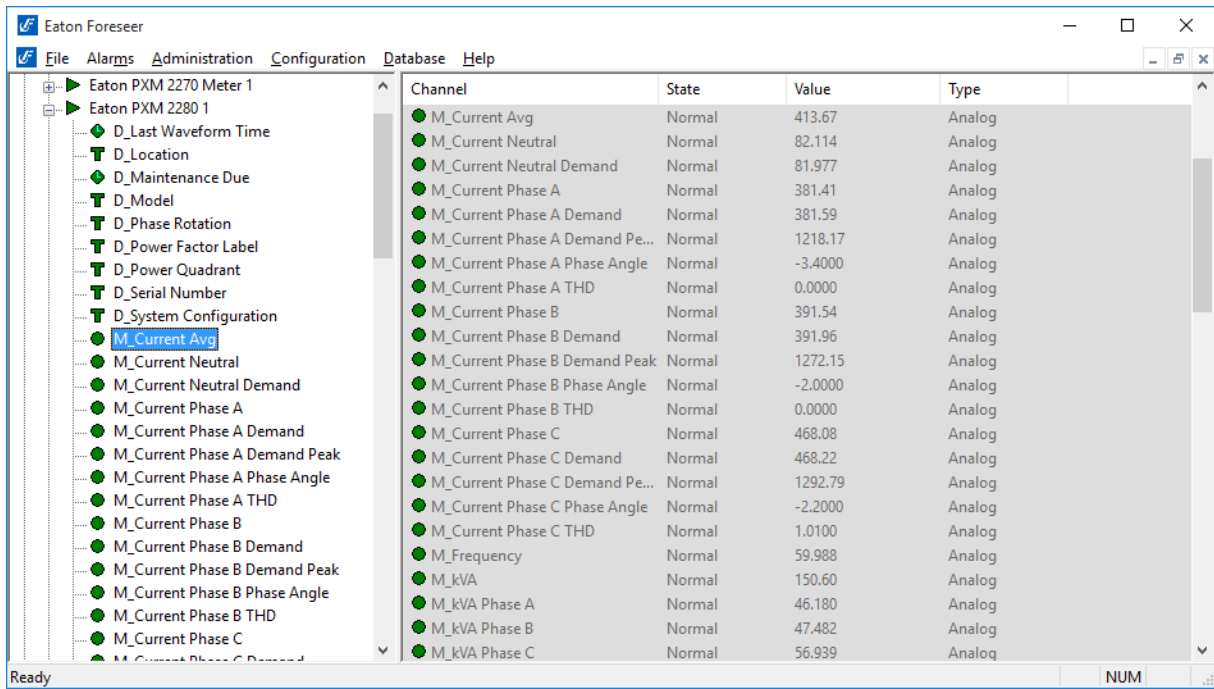 Eaton Foreseer
File Alarms Administration Configuration Database Help
Eaton PXM 2270 Meter 1
Eaton PXM 2280 1
D_Last Waveform Time
D_Location
D_Maintenance Due
D_Model
D_Phase Rotation
D_Power Factor Label
D_Power Quadrant
D_Serial Number
D_System Configuration
M_Current Avg
M_Current Neutral
M_Current Neutral Demand
M_Current Phase A
M_Current Phase A Demand
M_Current Phase A Demand Peak
M_Current Phase A Phase Angle
M_Current Phase A THD
M_Current Phase B
M_Current Phase B Demand
M_Current Phase B Demand Peak
M_Current Phase B Phase Angle
M_Current Phase B THD
M_Current Phase C
M_Current Phase C Demand
Channel State Value Type
M_Current Avg Normal 413.67 Analog
M_Current Neutral Normal 82.114 Analog
M_Current Neutral Demand Normal 81.977 Analog
M_Current Phase A Normal 381.41 Analog
M_Current Phase A Demand Normal 381.59 Analog
M_Current Phase A Demand Pe... Normal 1218.17 Analog
M_Current Phase A Phase Angle Normal -3.4000 Analog
M_Current Phase A THD Normal 0.0000 Analog
M_Current Phase B Normal 391.54 Analog
M_Current Phase B Demand Normal 391.96 Analog
M_Current Phase B Demand Peak Normal 1272.15 Analog
M_Current Phase B Phase Angle Normal -2.0000 Analog
M_Current Phase B THD Normal 0.0000 Analog
M_Current Phase C Normal 468.08 Analog
M_Current Phase C Demand Normal 468.22 Analog
M_Current Phase C Demand Pe... Normal 1292.79 Analog
M_Current Phase C Phase Angle Normal -2.2000 Analog
M_Current Phase C THD Normal 1.0100 Analog
M_Frequency Normal 59.988 Analog
M_kVA Normal 150.60 Analog
M_kVA Phase A Normal 46.180 Analog
M_kVA Phase B Normal 47.482 Analog
M_kVA Phase C Normal 56.939 Analog
Ready NUM